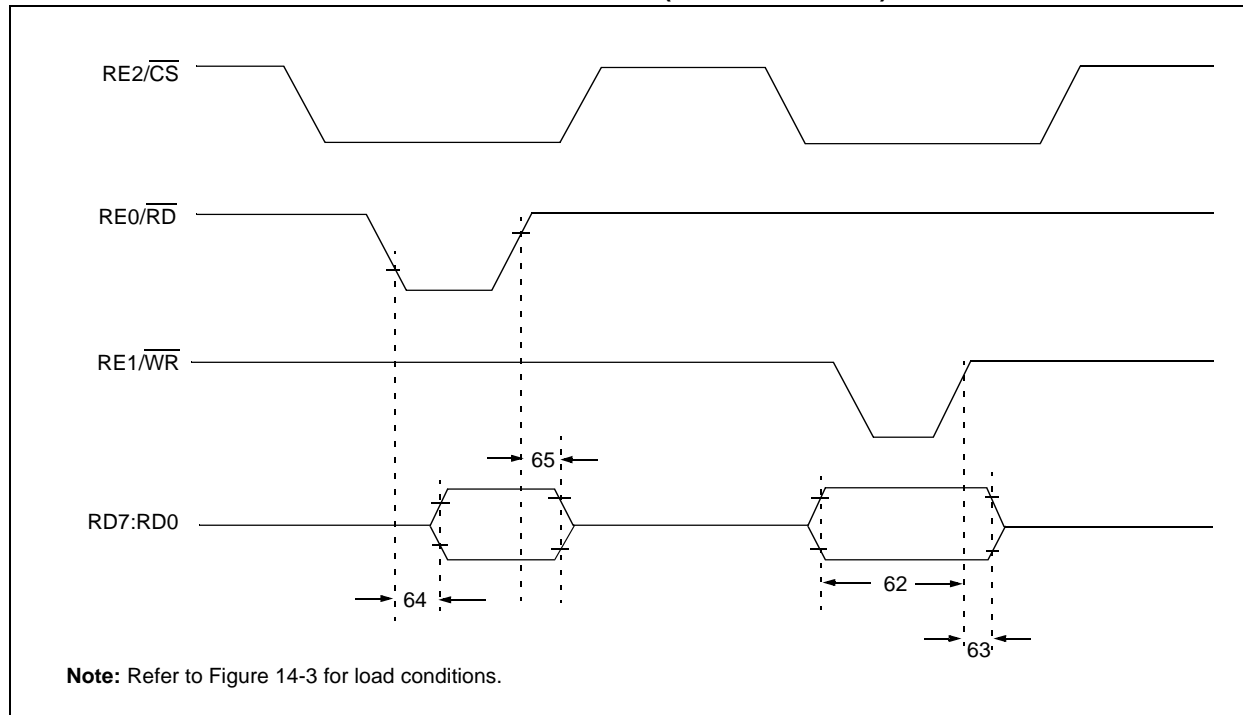 RE2/CS
RE0/RD
RE1/WR
65
RD7:RD0
62
64
63
Note: Refer to Figure 14-3 for load conditions.